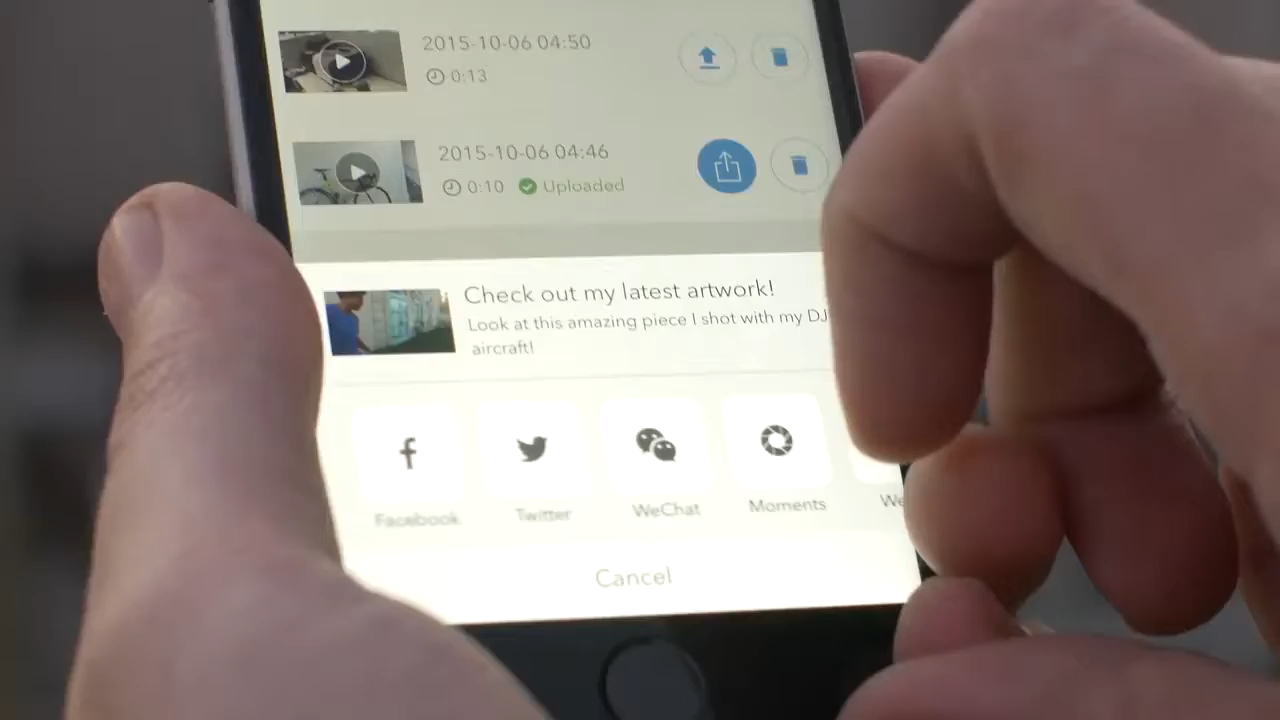 2015-10-06 04:50
0:13
2015-10-06 04:46
0:10 Uploaded
Check out my latest artwork!
Look at this amazing piece I shot with my DJ
aircraft!
Facebook Twitter WeChat Moments We
Cancel